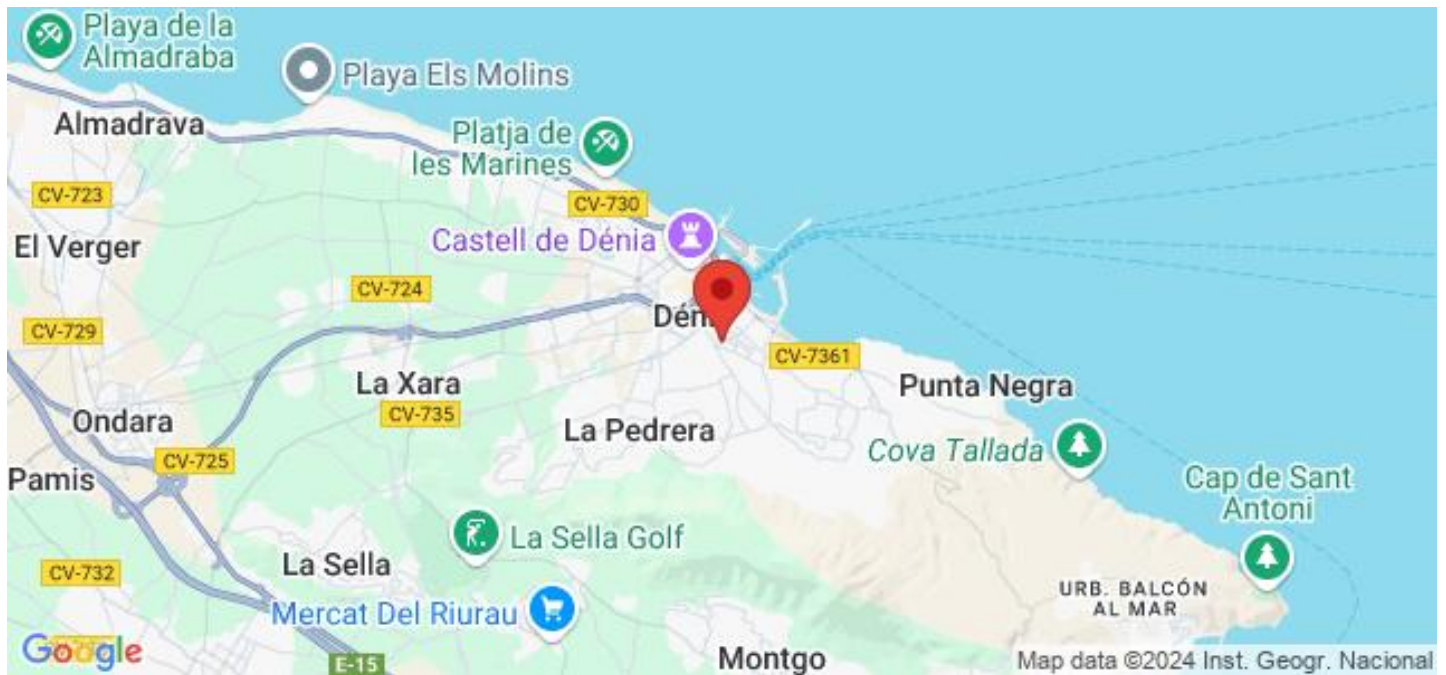 Playa de la
Almadraba
Playa Els Molins
Almadrava
Platja de
les Marines
CV-723
CV-730
El Verger
Castell de Dénia
CV-724
CV-729
CV-7361
La Xara
Punta Negra
CV-735
Ondara
La Pedrera
Cova Tallada
CV-725
Pamis
Cap de Sant
Antoni
La Sella Golf
La Sella
CV-732
URB. BALCÓN
AL MAR
Mercat Del Riurau
Google
E-15
Montgo
Map data ©2024 Inst. Geogr. Nacional